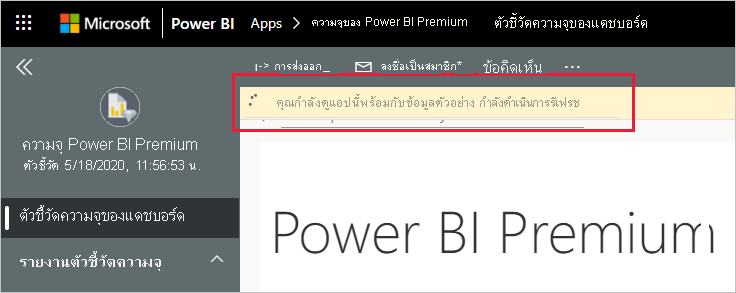 Microsoft Power BI Apps > ความจุของ Power BI Premium ตัวชี้วัดความจุของแดชบอร์ด
การส่งออก_ ลงชื่อเป็นสมาชิก* ข้อคิดเห็น ...
คุณกำลังดูแอปนี้พร้อมกับข้อมูลตัวอย่าง กำลังดำเนินการรีเฟรช
ความจุ Power BI Premium
ตัวชี้วัด 5/18/2020, 11:56:53 น.
ตัวชี้วัดความจุของแดชบอร์ด
รายงานตัวชี้วัดความจุ
Power BI Premium